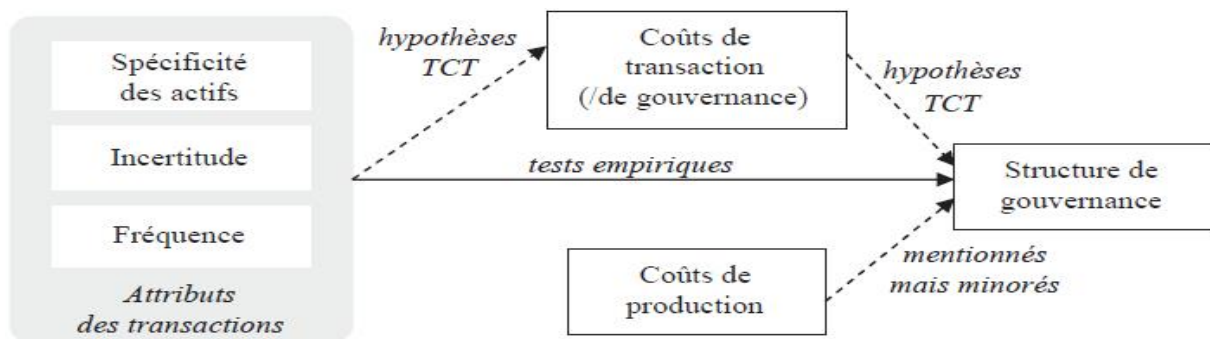 Spécificité
des actifs
Incertitude
Fréquence
Attributs
des transactions
hypothèses
TCT
Coûts de
transaction
(/de gouvernance)
hypothèses
TCT
tests empiriques
Structure de
gouvernance
Coûts de
production
mentionnés
mais minorés